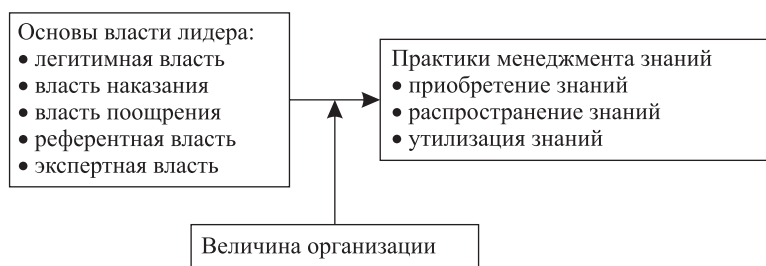 Основы власти лидера:
• легитимная власть
• власть наказания
• власть поощрения
• референтная власть
• экспертная власть
Практики менеджмента знаний
• приобретение знаний
• распространение знаний
• утилизация знаний
Величина организации